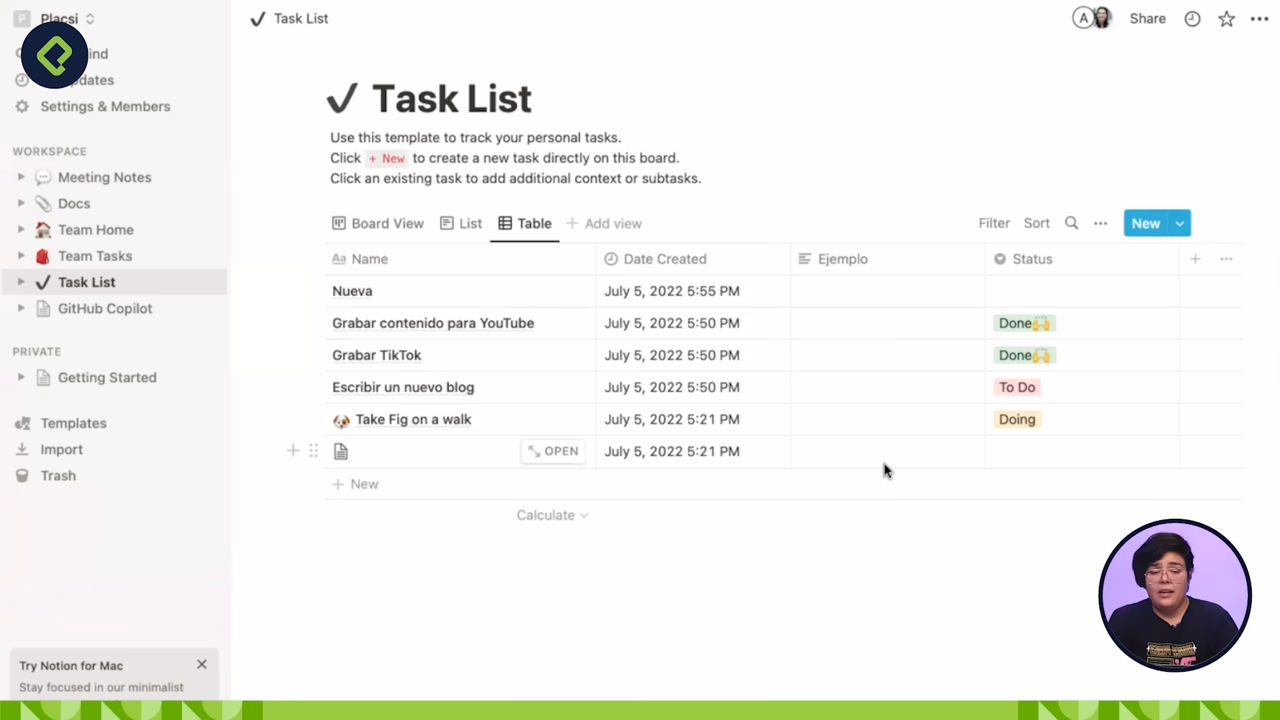 P Placsi
Updates
Settings & Members
WORKSPACE
Meeting Notes
Docs
Team Home
Team Tasks
Task List
GitHub Copilot
PRIVATE
Getting Started
Templates
Import
Trash
Try Notion for Mac
Stay focused in our minimalist
Task List
A Share
Task List
Use this template to track your personal tasks.
Click + New to create a new task directly on this board.
Click an existing task to add additional context or subtasks.
Board View List Table + Add view Filter Sort New
Aa Name Date Created Ejemplo Status
Nueva July 5, 2022 5:55 PM
Grabar contenido para YouTube July 5, 2022 5:50 PM Done🙌
Grabar TikTok July 5, 2022 5:50 PM Done🙌
Escribir un nuevo blog July 5, 2022 5:50 PM To Do
Take Fig on a walk July 5, 2022 5:21 PM Doing
OPEN July 5, 2022 5:21 PM
+ New
Calculate